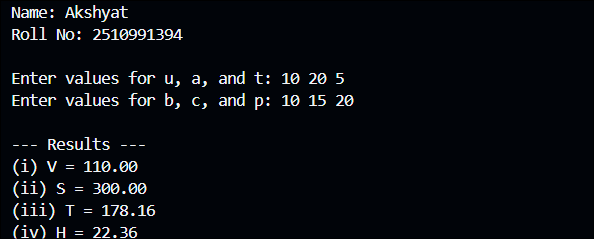 Name: Akshyat
Roll No: 2510991394
Enter values for u, a, and t: 10 20 5
Enter values for b, c, and p: 10 15 20
--- Results ---
(i) V = 110.00
(ii) S = 300.00
(iii) T = 178.16
(iv) H = 22.36